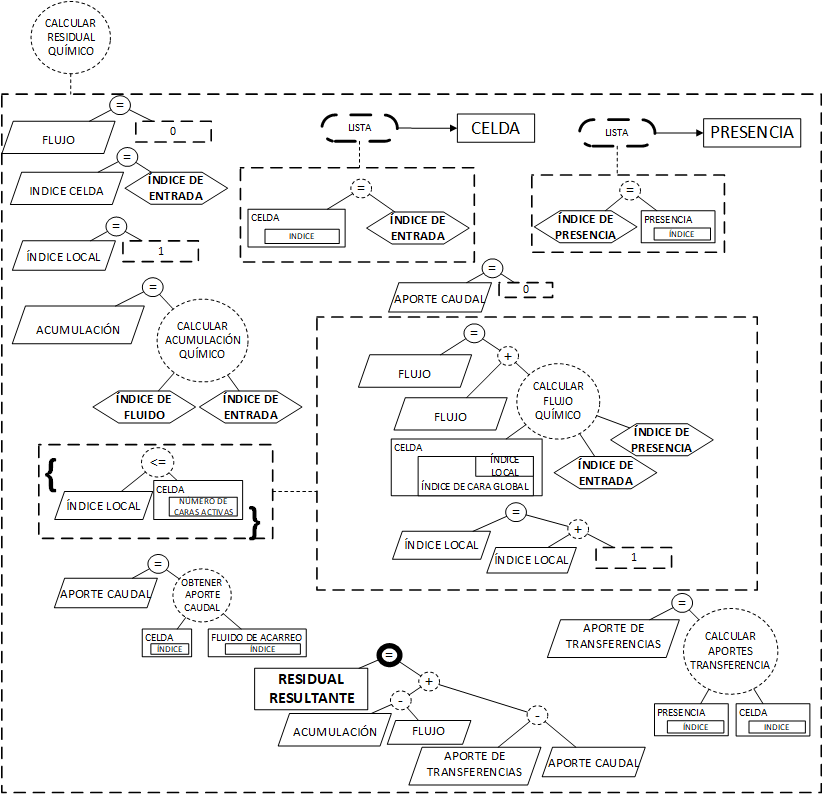 CALCULAR
RESIDUAL
QUÍMICO
=
FLUJO
0
=
INDICE CELDA
ÍNDICE DE
ENTRADA
=
ÍNDICE LOCAL
1
LISTA
CELDA
=
CELDA
INDICE
ÍNDICE DE
ENTRADA
LISTA
PRESENCIA
=
ÍNDICE DE
PRESENCIA
PRESENCIA
ÍNDICE
=
APORTE CAUDAL
0
=
ACUMULACIÓN
CALCULAR
ACUMULACIÓN
QUÍMICO
ÍNDICE DE
FLUIDO
ÍNDICE DE
ENTRADA
=
FLUJO
+
FLUJO
CALCULAR
FLUJO
QUÍMICO
CELDA
ÍNDICE
LOCAL
ÍNDICE DE CARA GLOBAL
ÍNDICE DE
ENTRADA
ÍNDICE DE
PRESENCIA
=
ÍNDICE LOCAL
+
ÍNDICE LOCAL
1
{
<=
ÍNDICE LOCAL
CELDA
NÚMERO DE
CARAS ACTIVAS
}
=
APORTE CAUDAL
OBTENER
APORTE
CAUDAL
CELDA
ÍNDICE
FLUIDO DE ACARREO
ÍNDICE
=
APORTE DE
TRANSFERENCIAS
CALCULAR
APORTES
TRANSFERENCIA
PRESENCIA
ÍNDICE
CELDA
INDICE
=
RESIDUAL
RESULTANTE
+
-
ACUMULACIÓN
FLUJO
-
APORTE DE
TRANSFERENCIAS
APORTE CAUDAL